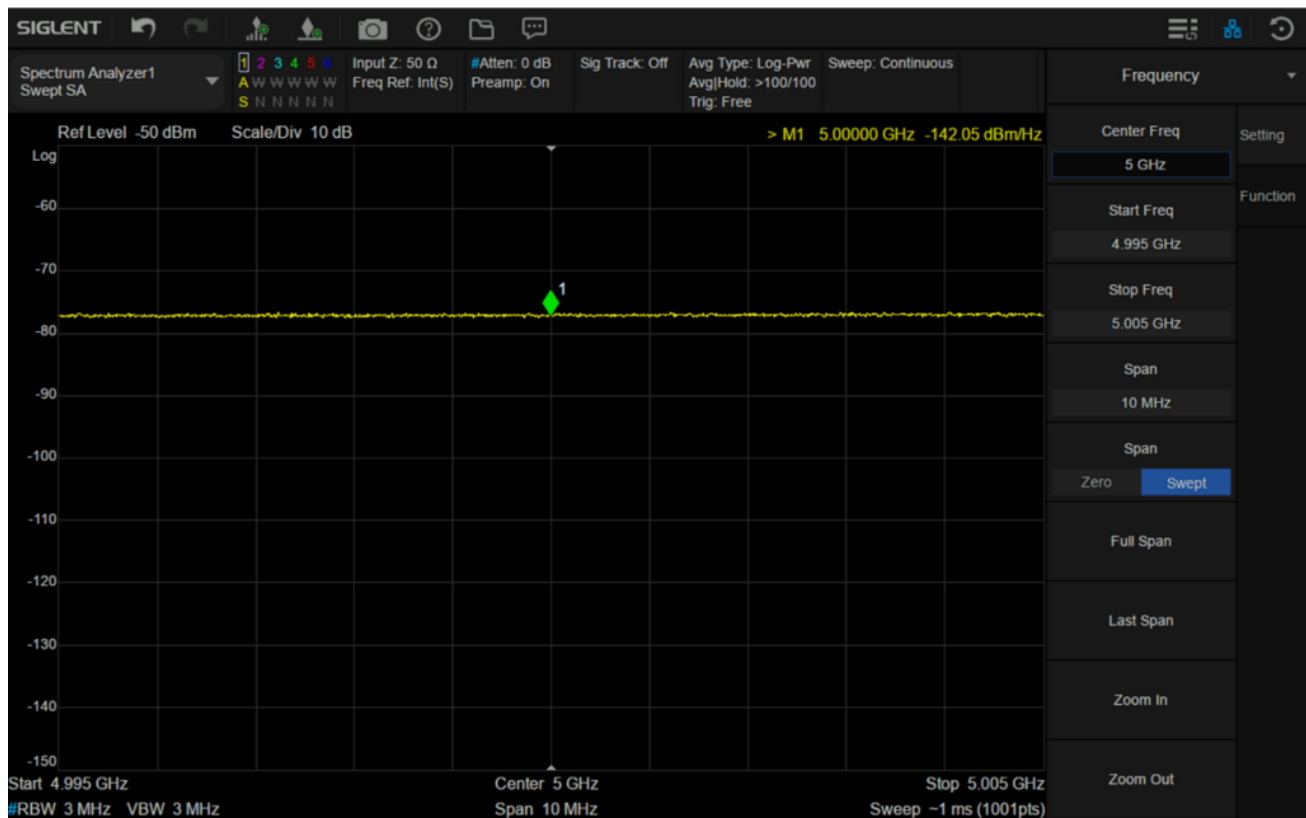 SIGLENT
Spectrum Analyzer1
Swept SA
1 2 3 4 5 6
A W W W W W W
S N N N N N N
Input Z: 50 Ω
Freq Ref: Int(S)
#Atten: 0 dB
Preamp: On
Sig Track: Off
Avg Type: Log-Pwr
Avg|Hold: >100/100
Trig: Free
Sweep: Continuous
Frequency
Ref Level -50 dBm Scale/Div 10 dB > M1 5.00000 GHz -142.05 dBm/Hz
Log
-60
-70
1
-80
-90
-100
-110
-120
-130
-140
-150
Start 4.995 GHz Center 5 GHz Stop 5.005 GHz
#RBW 3 MHz VBW 3 MHz Span 10 MHz Sweep ~1 ms (1001pts)
Center Freq
5 GHz
Start Freq
4.995 GHz
Stop Freq
5.005 GHz
Span
10 MHz
Span
Zero Swept
Full Span
Last Span
Zoom In
Zoom Out
Setting
Function